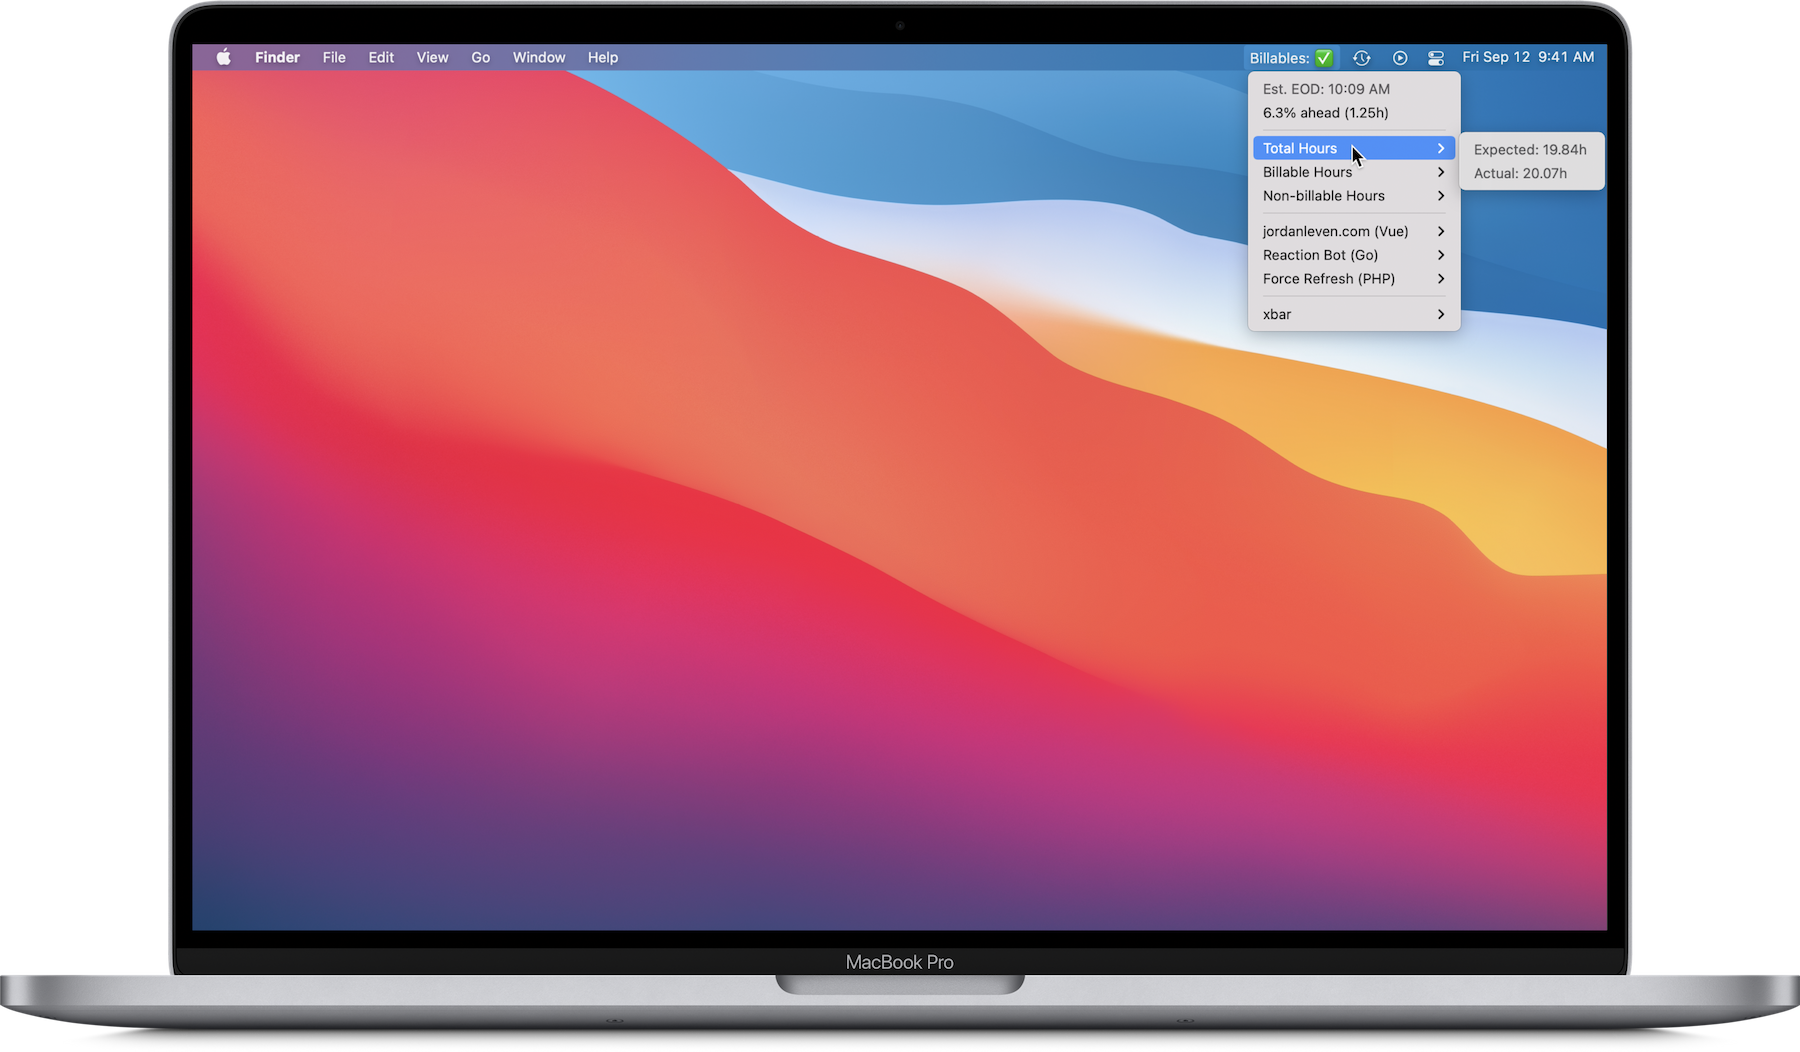 Finder File Edit View Go Window Help Billables: ✅ Fri Sep 12 9:41 AM
Est. EOD: 10:09 AM
6.3% ahead (1.25h)
Total Hours
Expected: 19.84h
Actual: 20.07h
Billable Hours
Non-billable Hours
jordanleven.com (Vue)
Reaction Bot (Go)
Force Refresh (PHP)
xbar
MacBook Pro